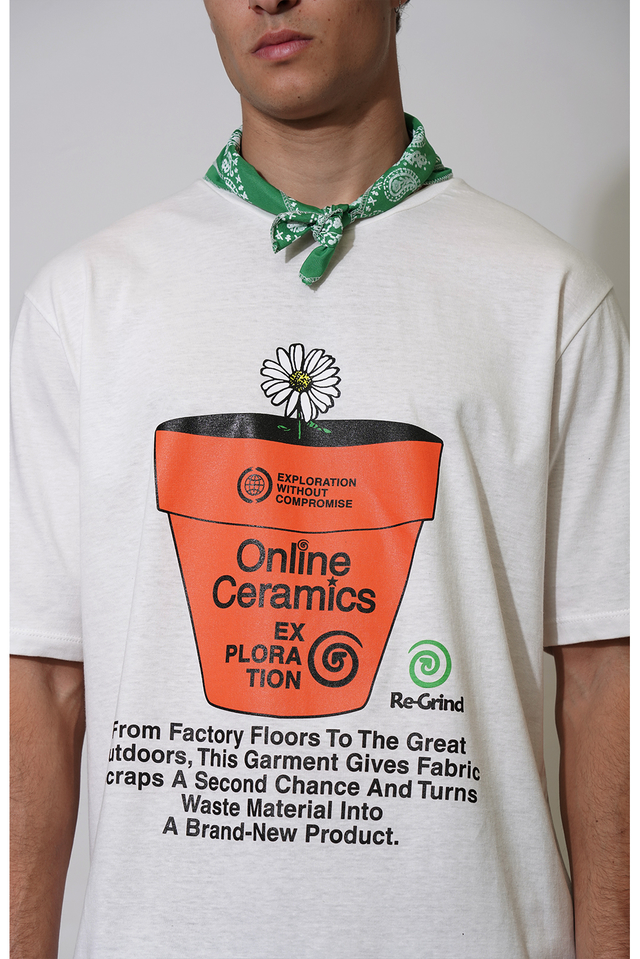 EXPLORATION
WITHOUT
COMPROMISE
Online
Ceramics
EX
PLORA
TION
Re-Grind
From Factory Floors To The Great
utdoors, This Garment Gives Fabric
craps A Second Chance And Turns
Waste Material Into
A Brand-New Product.